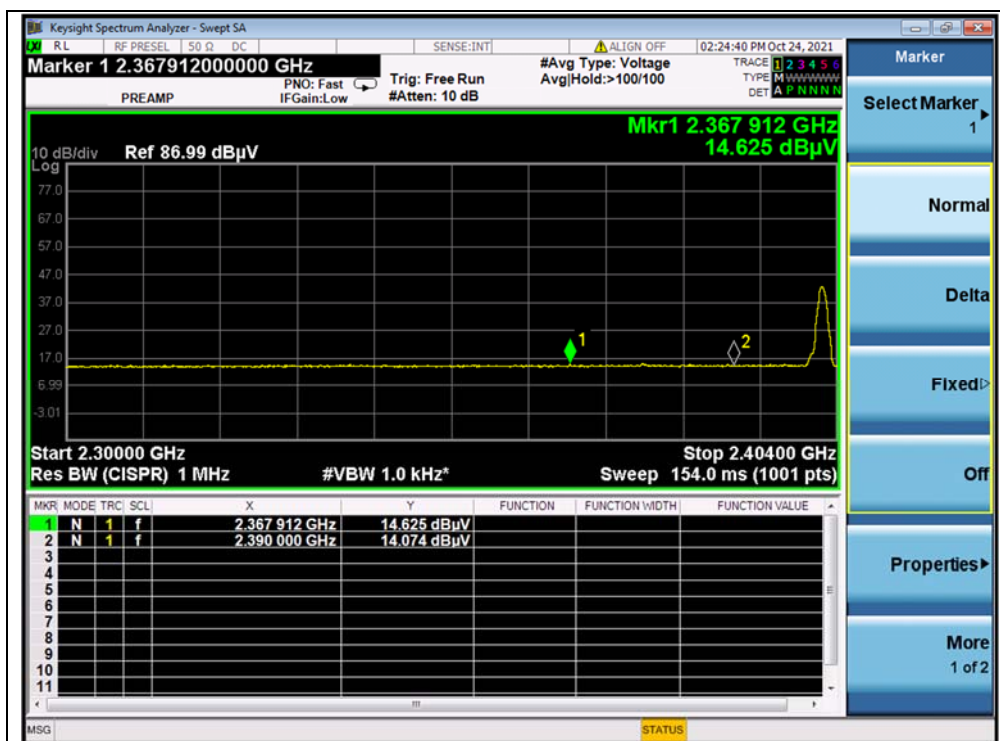 Keysight Spectrum Analyzer - Swept SA
LXI RL RF PRESEL 50 Ω DC SENSE:INT ALIGN OFF 02:24:40 PM Oct 24, 2021
Marker 1 2.367912000000 GHz
PREAMP
PNO: Fast
IFGain:Low
Trig: Free Run
#Atten: 10 dB
#Avg Type: Voltage
Avg|Hold:>100/100
TRACE 1 2 3 4 5 6
TYPE M WWWWW
DET A P N N N N
Mkr1 2.367 912 GHz
14.625 dBµV
10 dB/div Ref 86.99 dBµV
Log
77.0
67.0
57.0
47.0
37.0
27.0
17.0
6.99
-3.01
1
2
Start 2.30000 GHz Stop 2.40400 GHz
Res BW (CISPR) 1 MHz #VBW 1.0 kHz* Sweep 154.0 ms (1001 pts)
MKR MODE TRC SCL X Y FUNCTION FUNCTION WIDTH FUNCTION VALUE
1 N 1 f 2.367 912 GHz 14.625 dBµV
2 N 1 f 2.390 000 GHz 14.074 dBµV
3
4
5
6
7
8
9
10
11
MSG STATUS
Marker
Select Marker
1
Normal
Delta
Fixed
Off
Properties
More
1 of 2